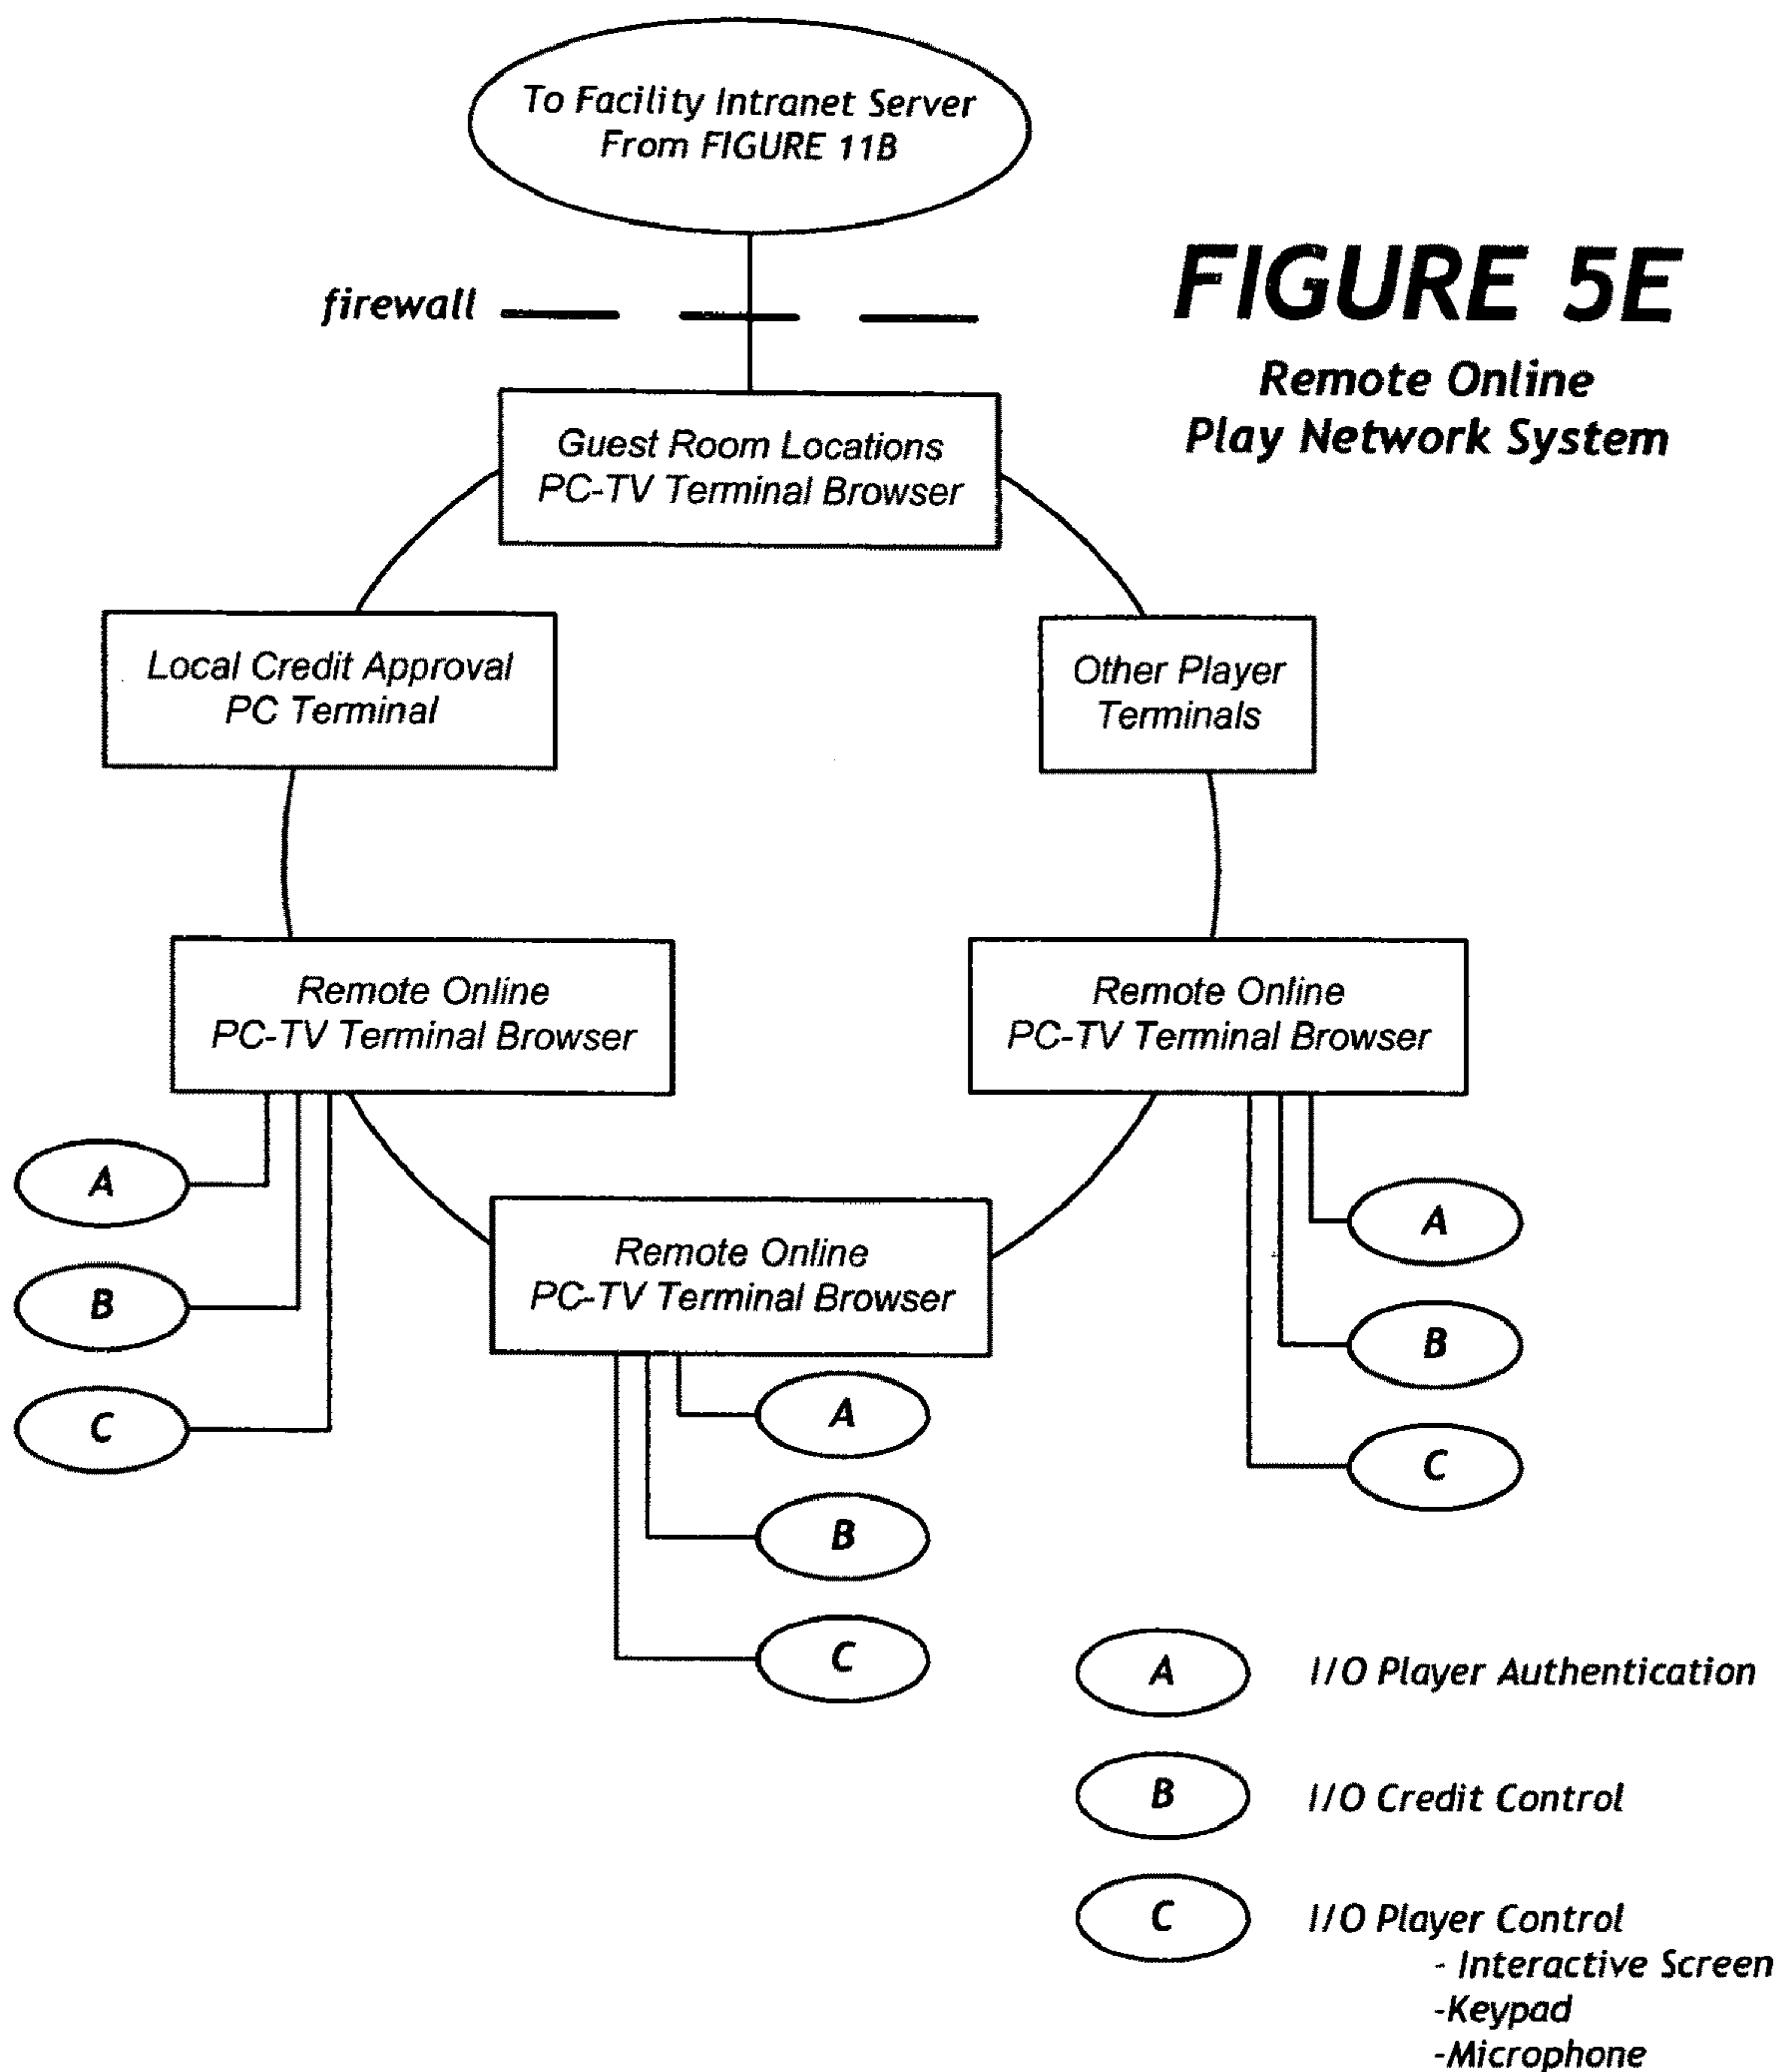 To Facility Intranet Server
From FIGURE 11B
firewall
FIGURE 5E
Remote Online
Play Network System
Guest Room Locations
PC-TV Terminal Browser
Local Credit Approval
PC Terminal
Other Player
Terminals
Remote Online
PC-TV Terminal Browser
Remote Online
PC-TV Terminal Browser
A
B
C
Remote Online
PC-TV Terminal Browser
A
B
C
A
B
C
A I/O Player Authentication
B I/O Credit Control
C I/O Player Control
- Interactive Screen
-Keypad
-Microphone